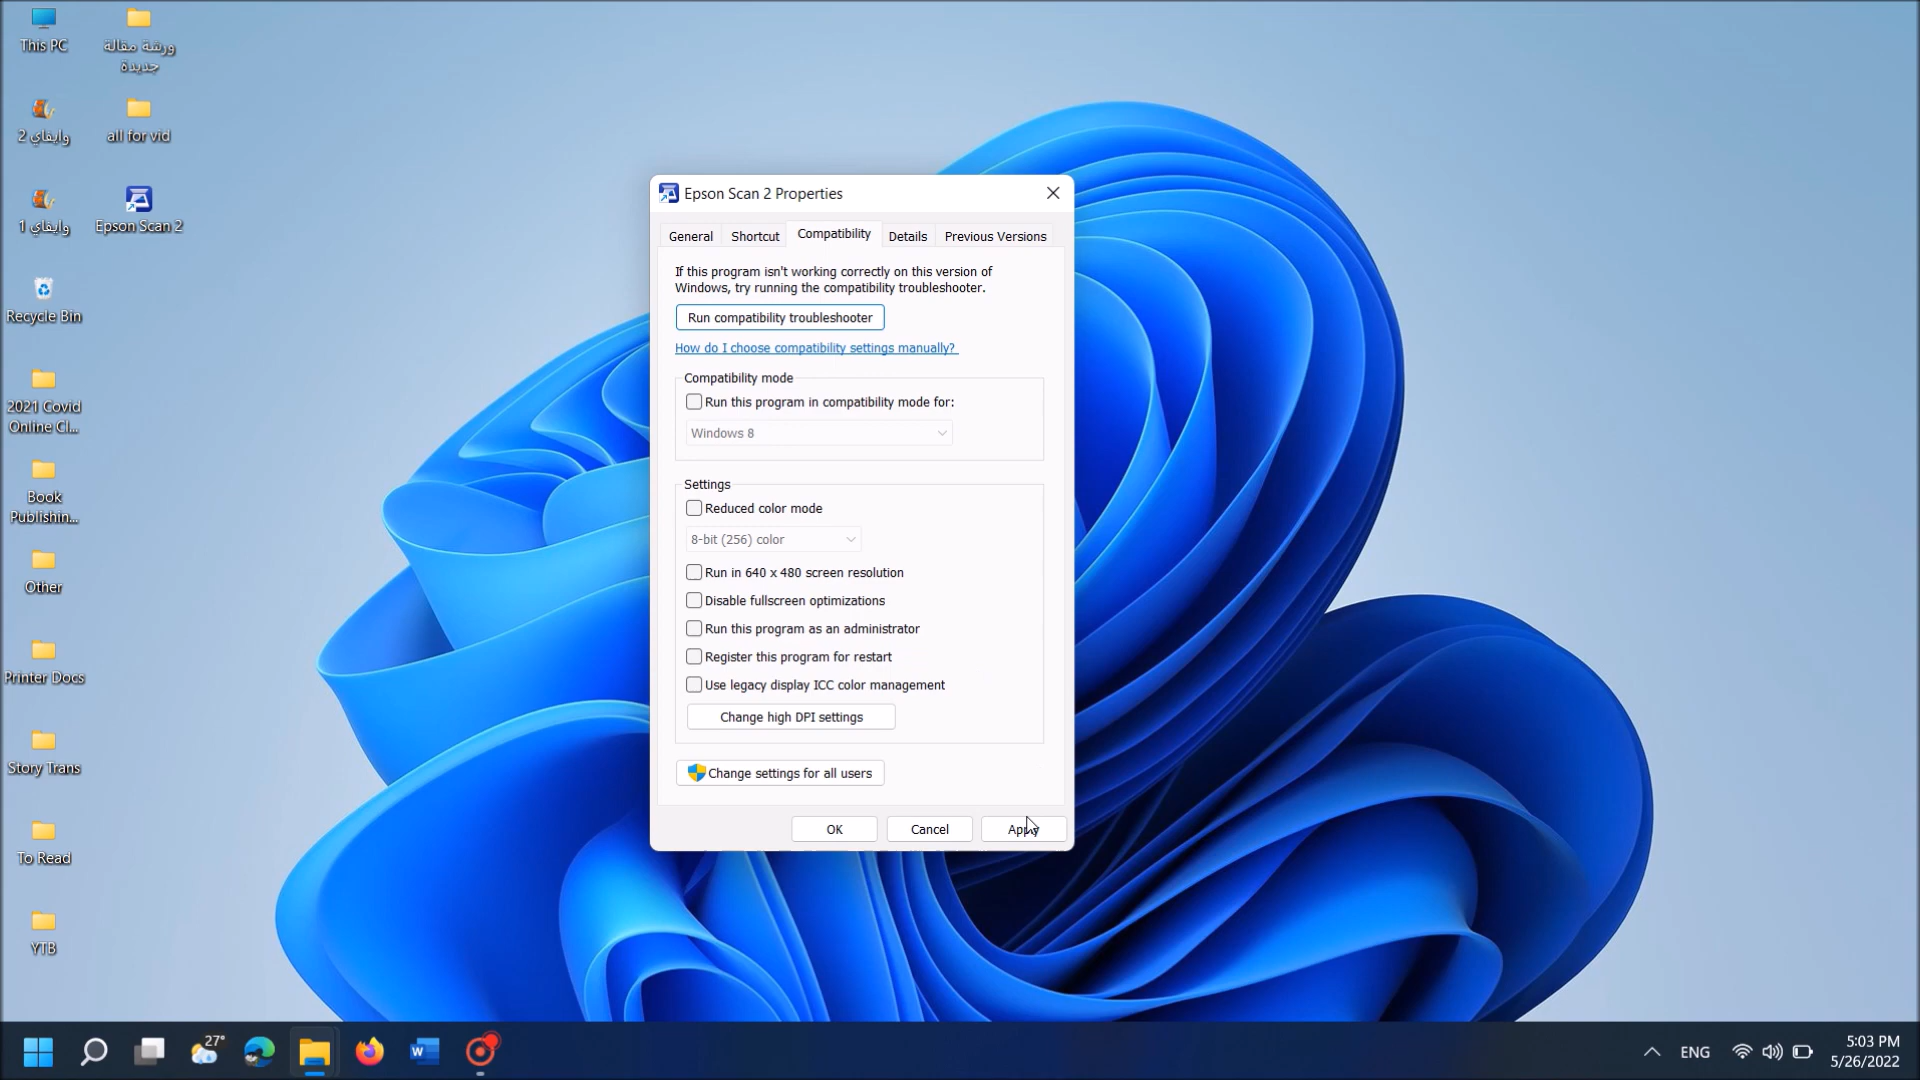 This PC
ورشة مقالة
جديدة
وايفاي 2
all for vid
وايفاي 1
Epson Scan 2
Recycle Bin
2021 Covid
Online Cl...
Book
Publishin...
Other
Printer Docs
Story Trans
To Read
YTB
Epson Scan 2 Properties
General
Shortcut
Compatibility
Details
Previous Versions
If this program isn't working correctly on this version of
Windows, try running the compatibility troubleshooter.
Run compatibility troubleshooter
How do I choose compatibility settings manually?
Compatibility mode
Run this program in compatibility mode for:
Windows 8
Settings
Reduced color mode
8-bit (256) color
Run in 640 x 480 screen resolution
Disable fullscreen optimizations
Run this program as an administrator
Register this program for restart
Use legacy display ICC color management
Change high DPI settings
Change settings for all users
OK
Cancel
Apply
27°
W
ENG
5:03 PM
5/26/2022